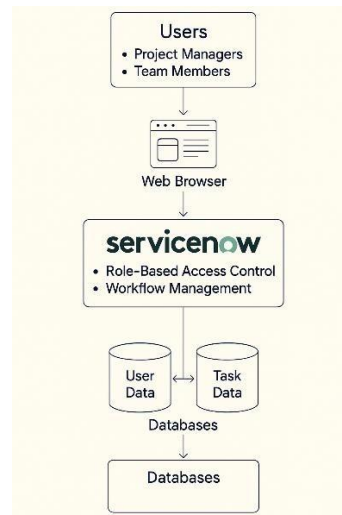 Users
• Project Managers
• Team Members
Web Browser
servicenow
• Role-Based Access Control
• Workflow Management
User Data
Task Data
Databases
Databases